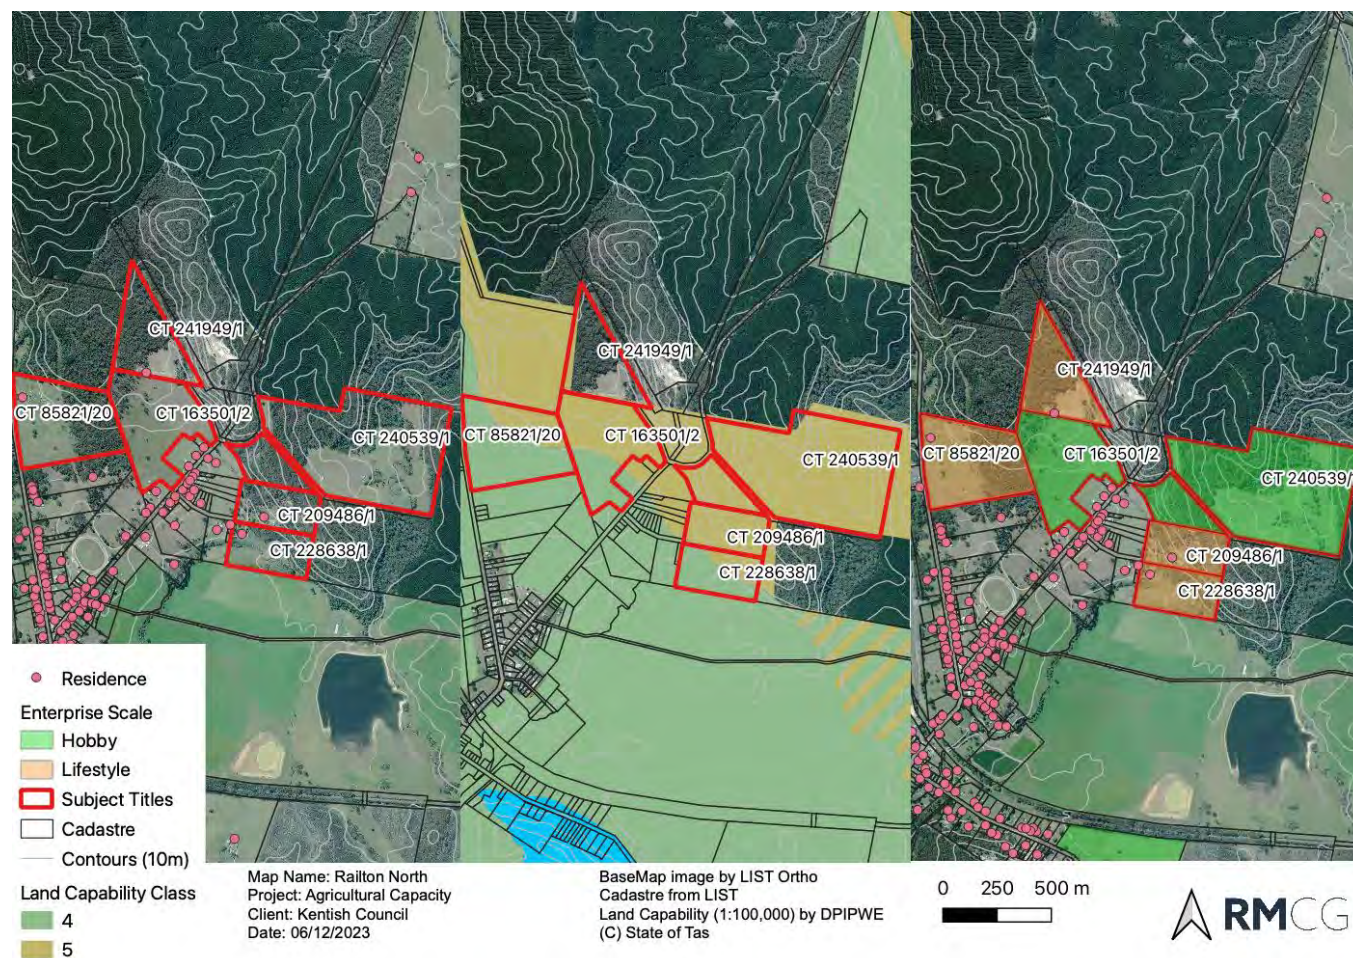 CT 241949/1
CT 85821/20
CT 163501/2
CT 240539/1
CT 209486/1
CT 228638/1
CT 241949/1
CT 85821/20
CT 163501/2
CT 240539/1
CT 209486/1
CT 228638/1
CT 241949/1
CT 85821/20
CT 163501/2
CT 240539/
CT 209486/1
CT 228638/1
Residence
Enterprise Scale
Hobby
Lifestyle
Subject Titles
Cadastre
Contours (10m)
Land Capability Class
4
5
Map Name: Railton North
Project: Agricultural Capacity
Client: Kentish Council
Date: 06/12/2023
BaseMap image by LIST Ortho
Cadastre from LIST
Land Capability (1:100,000) by DPIPWE
(C) State of Tas
0 250 500 m
RMCG